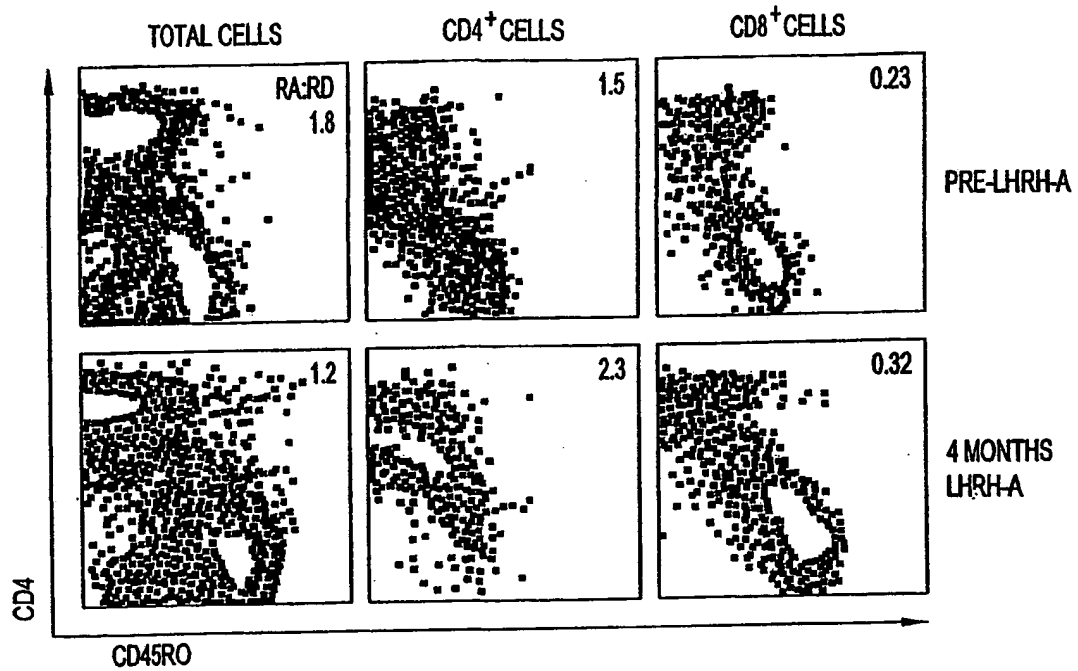 TOTAL CELLS
CD4+ CELLS
CD8+ CELLS
RA:RD
1.8
1.5
0.23
PRE-LHRH-A
1.2
2.3
0.32
4 MONTHS
LHRH-A
CD4
CD45RO